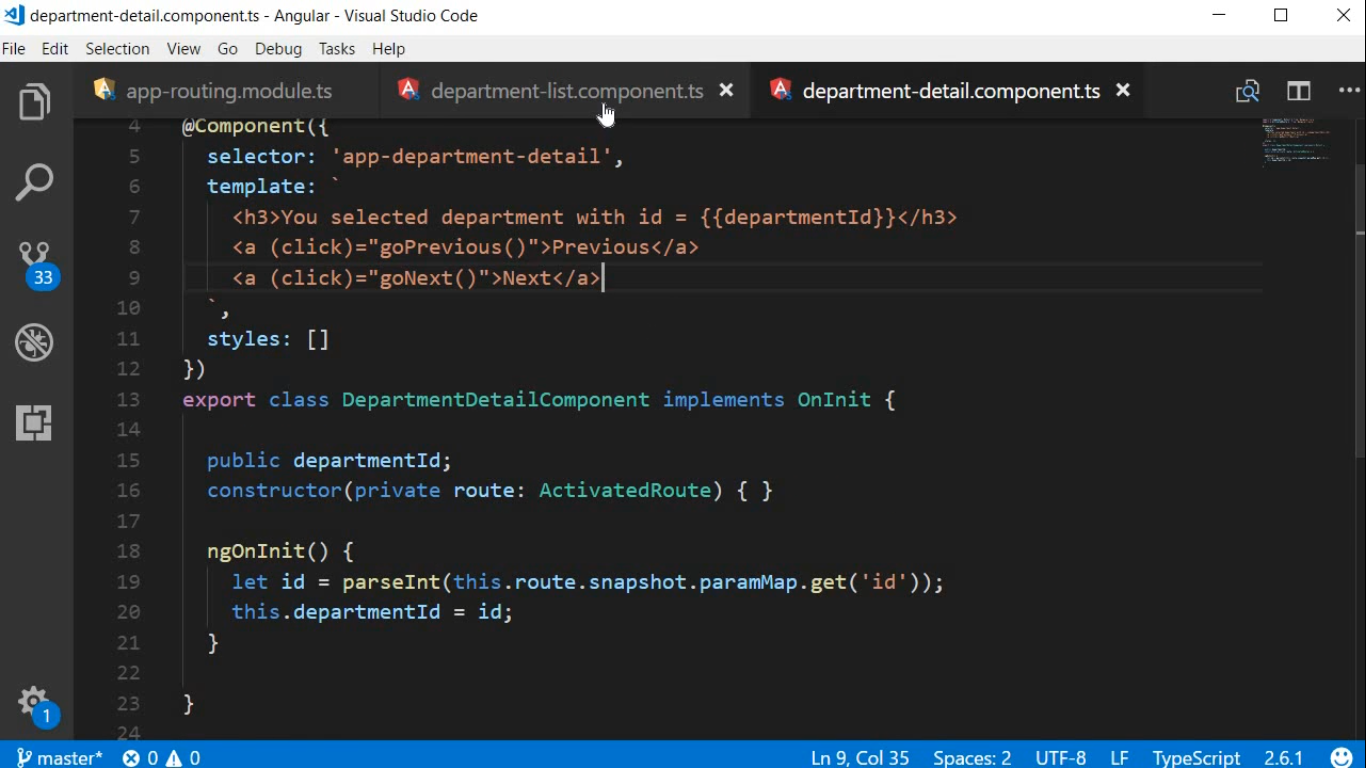 department-detail.component.ts - Angular - Visual Studio Code
File Edit Selection View Go Debug Tasks Help
app-routing.module.ts department-list.component.ts department-detail.component.ts
4 @Component({
5 selector: 'app-department-detail',
6 template: `
7 <h3>You selected department with id = {{departmentId}}</h3>
8 <a (click)="goPrevious()">Previous</a>
9 <a (click)="goNext()">Next</a>
10 `,
11 styles: []
12 })
13 export class DepartmentDetailComponent implements OnInit {
14
15 public departmentId;
16 constructor(private route: ActivatedRoute) { }
17
18 ngOnInit() {
19 let id = parseInt(this.route.snapshot.paramMap.get('id'));
20 this.departmentId = id;
21 }
22
23 }
24
33
1
master* 0 0 Ln 9, Col 35 Spaces: 2 UTF-8 LF TypeScript 2.6.1